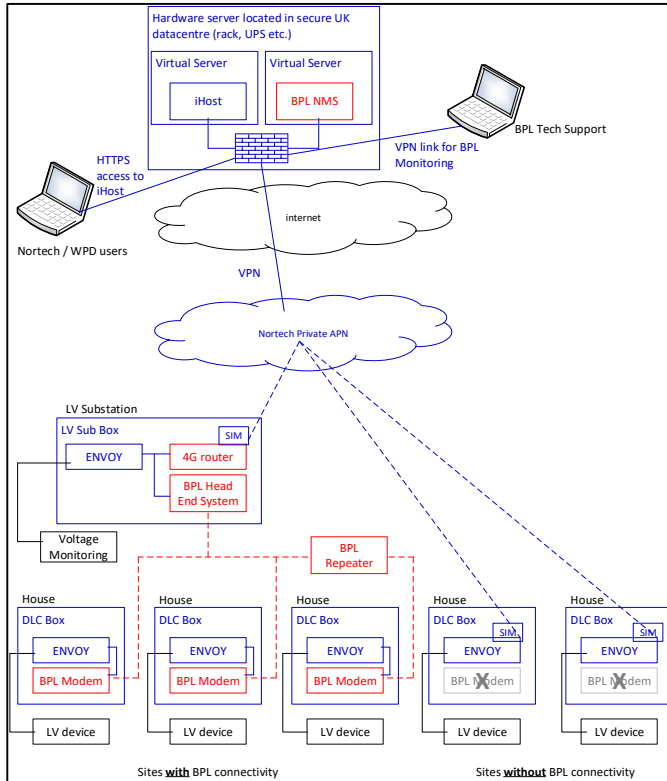 Hardware server located in secure UK
datacentre (rack, UPS etc.)
Virtual Server
Virtual Server
iHost
BPL NMS
BPL Tech Support
VPN link for BPL
Monitoring
HTTPS
access to
iHost
Nortech / WPD users
internet
VPN
Nortech Private APN
LV Substation
LV Sub Box
SIM
ENVOY
4G router
BPL Head
End System
Voltage
Monitoring
BPL
Repeater
House
House
House
House
House
DLC Box
DLC Box
DLC Box
DLC Box
DLC Box
SIM
SIM
ENVOY
ENVOY
ENVOY
ENVOY
ENVOY
BPL Modem
BPL Modem
BPL Modem
BPL Modem
X
BPL Modem
X
LV device
LV device
LV device
LV device
LV device
Sites with BPL connectivity
Sites without BPL connectivity